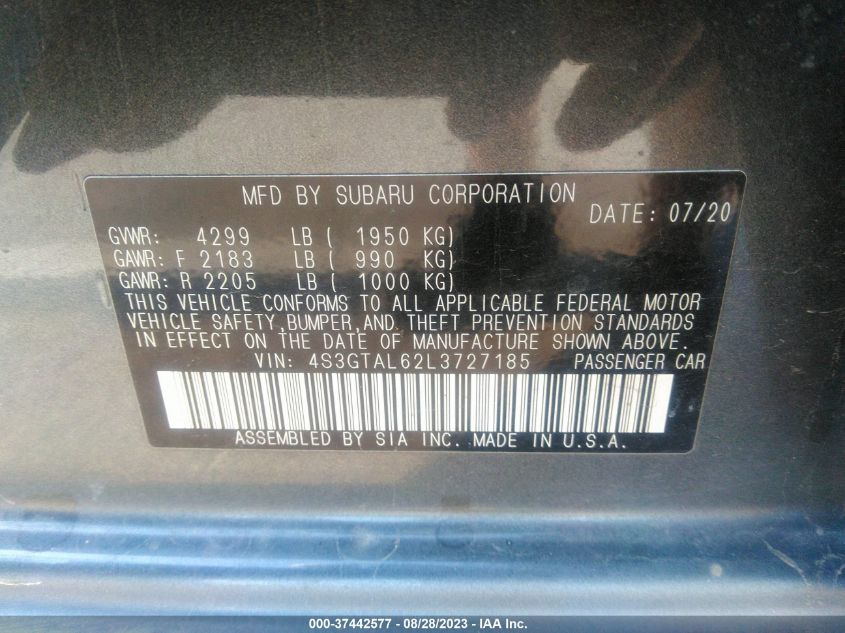 MFD BY SUBARU CORPORATION
DATE: 07/20
GVWR: 4299 LB ( 1950 KG)
GAWR: F 2183 LB ( 990 KG)
GAWR: R 2205 LB ( 1000 KG)
THIS VEHICLE CONFORMS TO ALL APPLICABLE FEDERAL MOTOR
VEHICLE SAFETY, BUMPER, AND. THEFT PREVENTION STANDARDS
IN EFFECT ON THE DATE OF MANUFACTURE SHOWN ABOVE.
VIN: 4S3GTAL62L3727185 PASSENGER CAR
ASSEMBLED BY SIA INC. MADE IN U.S.A.
000-37442577 - 08/28/2023 - IAA Inc.